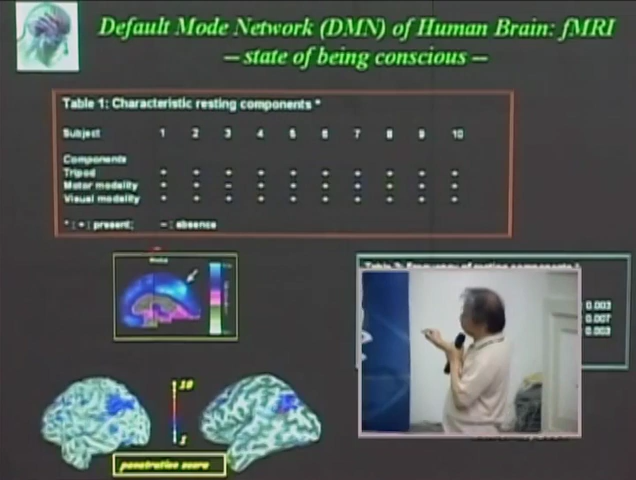 Default Mode Network (DMN) of Human Brain: fMRI
– state of being conscious –
Table 1: Characteristic resting components *
Subject 1 2 3 4 5 6 7 8 9 10
Components
Tripod + + + + + + + + + +
Motor modality + + – + + + + + + +
Visual modality + + + + + + + + + +
* : + : present; – : absence
0.003
0.007
0.003
10
1